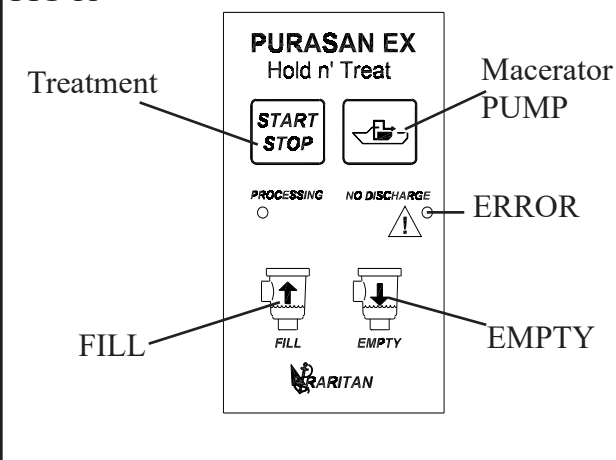 PURASAN EX
Hold n' Treat
Treatment
Macerator
PUMP
START
STOP
PROCESSING
NO DISCHARGE
!
ERROR
FILL
EMPTY
FILL
EMPTY
RARITAN